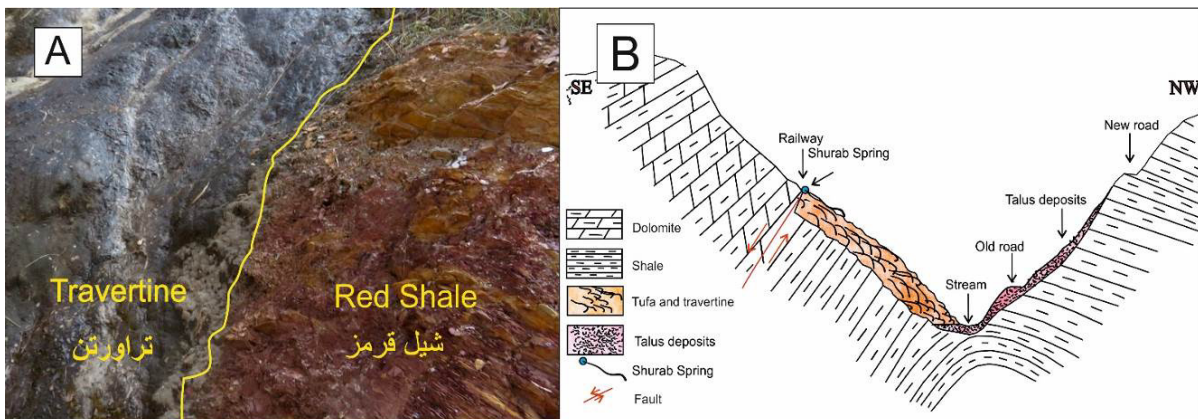 A
Travertine
تراورتن
Red Shale
شیل قرمز
B
SE
NW
New road
Railway
Shurab Spring
Talus deposits
Old road
Stream
Dolomite
Shale
Tufa and travertine
Talus deposits
Shurab Spring
Fault